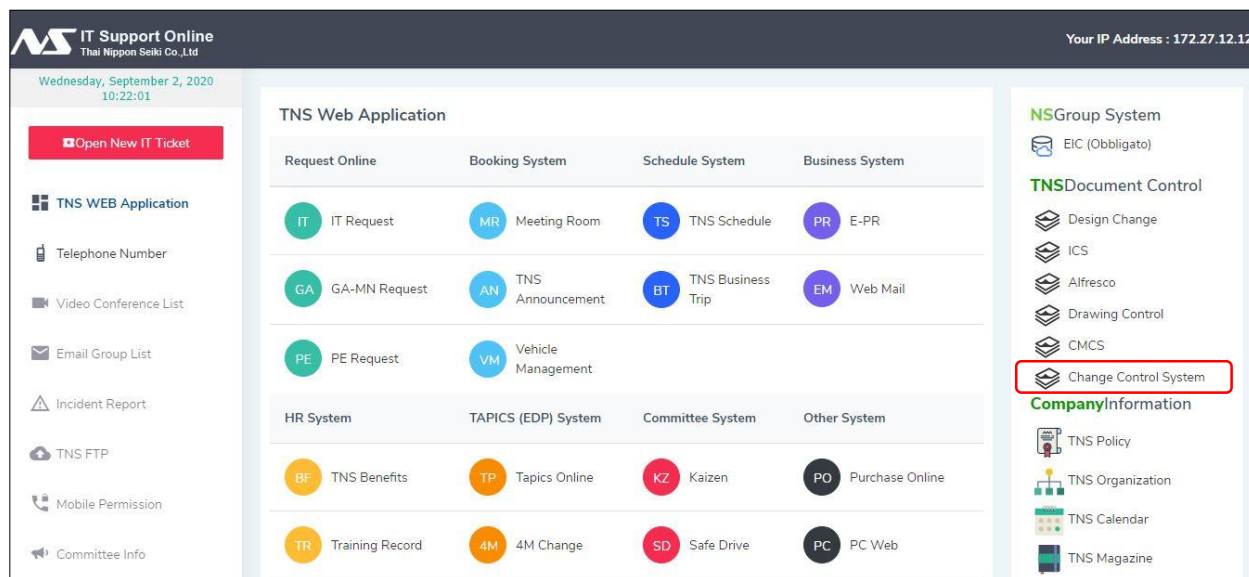 IT Support Online
Thai Nippon Seiki Co.,Ltd
Your IP Address : 172.27.12.12
Wednesday, September 2, 2020
10:22:01
Open New IT Ticket
TNS WEB Application
Telephone Number
Video Conference List
Email Group List
Incident Report
TNS FTP
Mobile Permission
Committee Info
TNS Web Application
Request Online
Booking System
Schedule System
Business System
IT IT Request
MR Meeting Room
TS TNS Schedule
PR E-PR
GA GA-MN Request
AN TNS
Announcement
BT TNS Business
Trip
EM Web Mail
PE PE Request
VM Vehicle
Management
HR System
TAPICS (EDP) System
Committee System
Other System
BF TNS Benefits
TP Tapics Online
KZ Kaizen
PO Purchase Online
TR Training Record
4M 4M Change
SD Safe Drive
PC PC Web
NSGroup System
EIC (Obbligato)
TNSDocument Control
Design Change
ICS
Alfresco
Drawing Control
CMCS
Change Control System
CompanyInformation
TNS Policy
TNS Organization
TNS Calendar
TNS Magazine